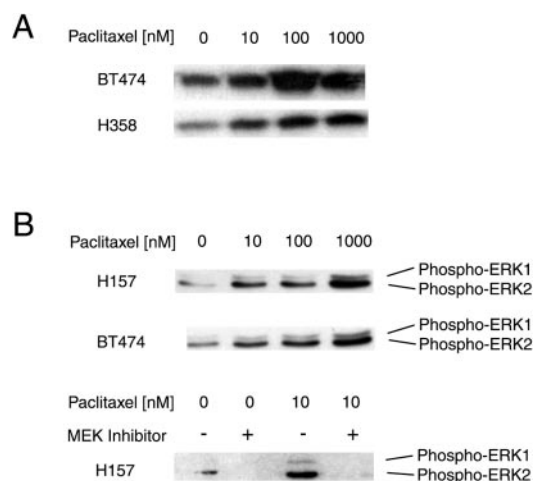 A
Paclitaxel [nM] 0 10 100 1000
BT474
H358
B
Paclitaxel [nM] 0 10 100 1000
H157 Phospho-ERK1
Phospho-ERK2
BT474 Phospho-ERK1
Phospho-ERK2
Paclitaxel [nM] 0 0 10 10
MEK Inhibitor - + - +
H157 Phospho-ERK1
Phospho-ERK2